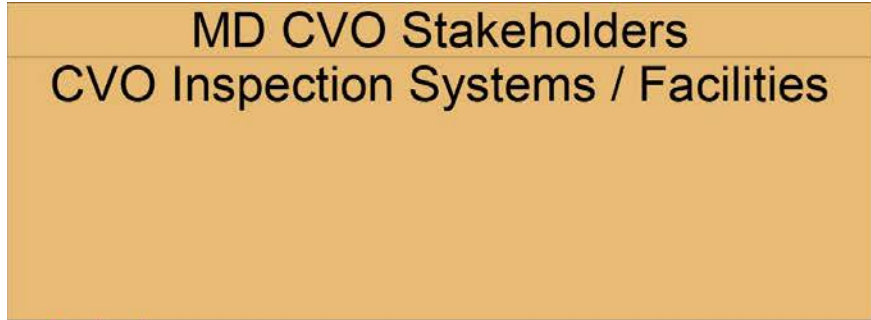 MD CVO Stakeholders
CVO Inspection Systems / Facilities